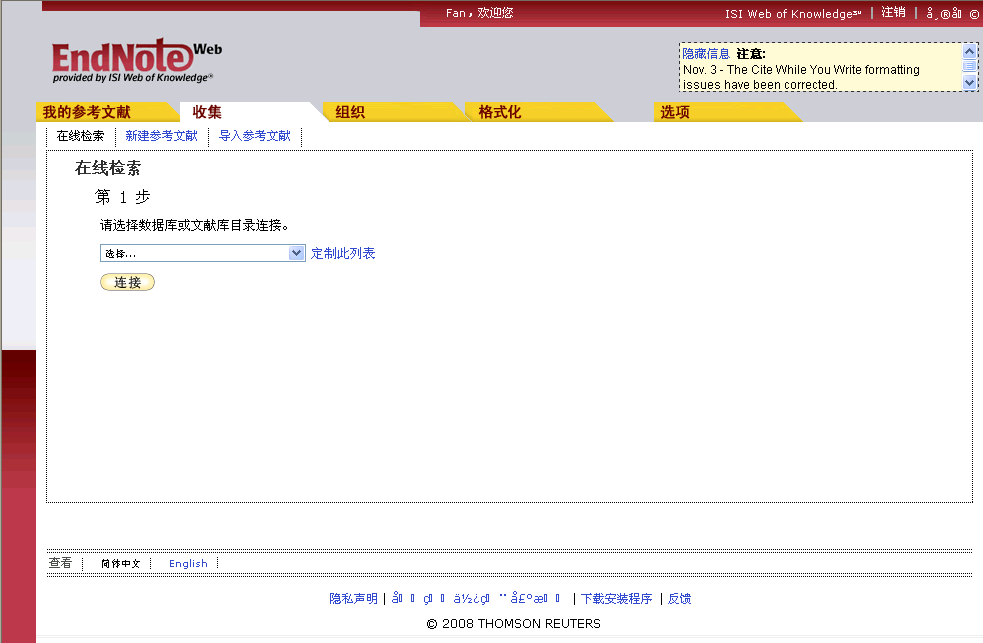 Fan，欢迎您
ISI Web of Knowledge℠ | 注销 |
EndNote Web
provided by ISI Web of Knowledge®
隐藏信息 注意:
Nov. 3 - The Cite While You Write formatting
issues have been corrected.
我的参考文献 收集 组织 格式化 选项
在线检索 新建参考文献 导入参考文献
在线检索
第 1 步
请选择数据库或文献库目录连接。
选择... 定制此列表
连接
查看 简体中文 English
隐私声明 | | 下载安装程序 | 反馈
© 2008 THOMSON REUTERS